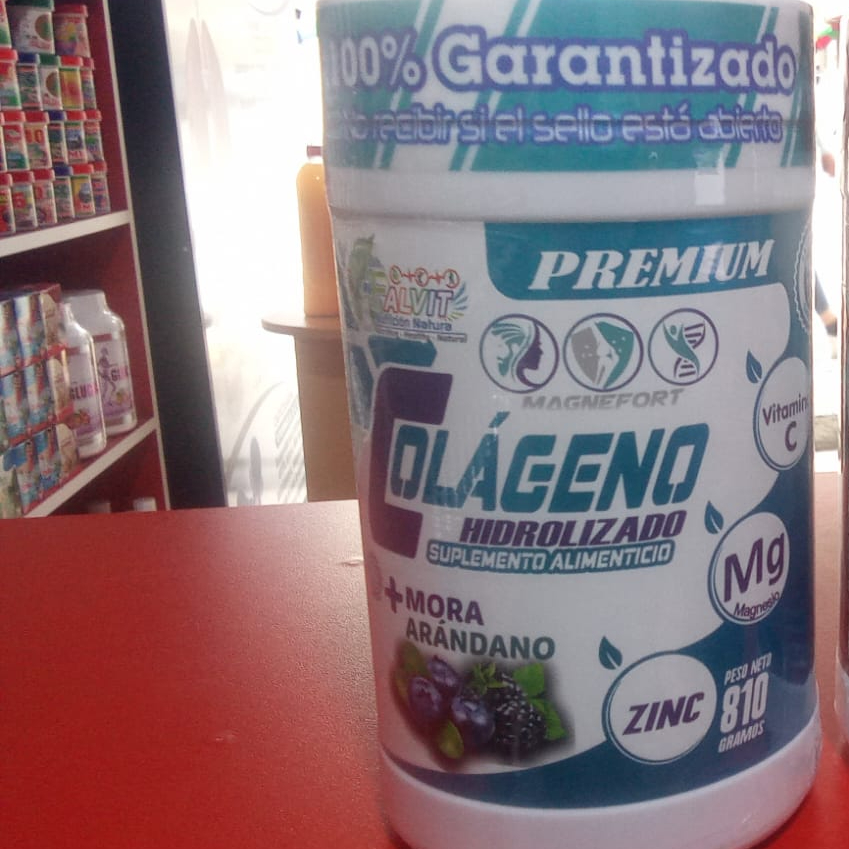 100% Garantizado
No recibir si el sello está abierto
PREMIUM
ALVIT
Natural
MAGNEFORT
COLÁGENO
HIDROLIZADO
SUPLEMENTO ALIMENTICIO
+MORA
ARÁNDANO
Vitamina
C
Mg
Magnesio
ZINC
PESO NETO
810
GRAMOS